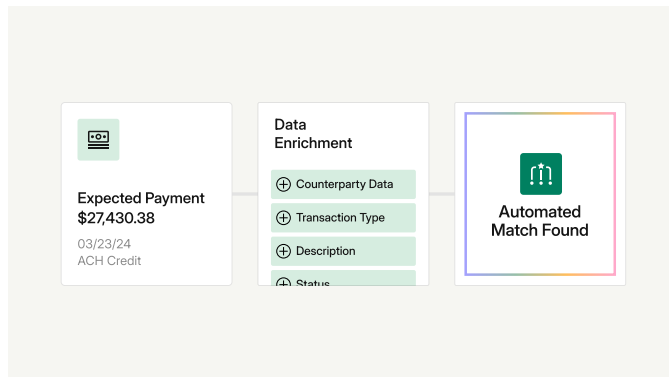 Expected Payment
$27,430.38
03/23/24
ACH Credit
Data
Enrichment
Counterparty Data
Transaction Type
Description
Status
Automated
Match Found